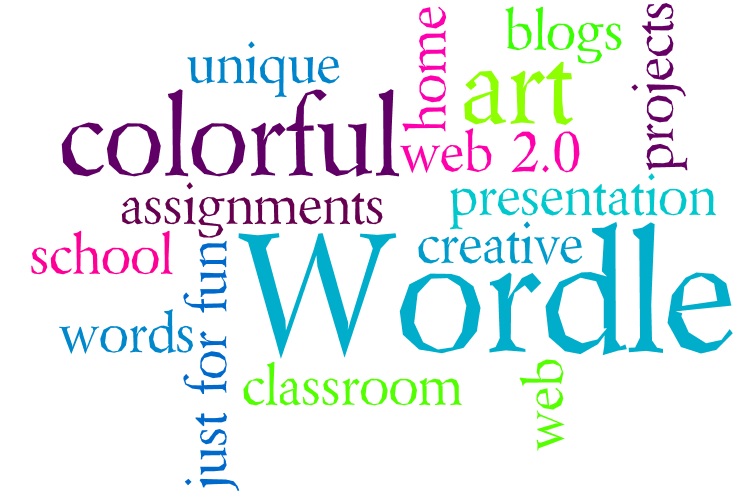 blogs
home
projects
unique
art
colorful
web 2.0
assignments
presentation
school
creative
Wordle
just for fun
words
classroom
web